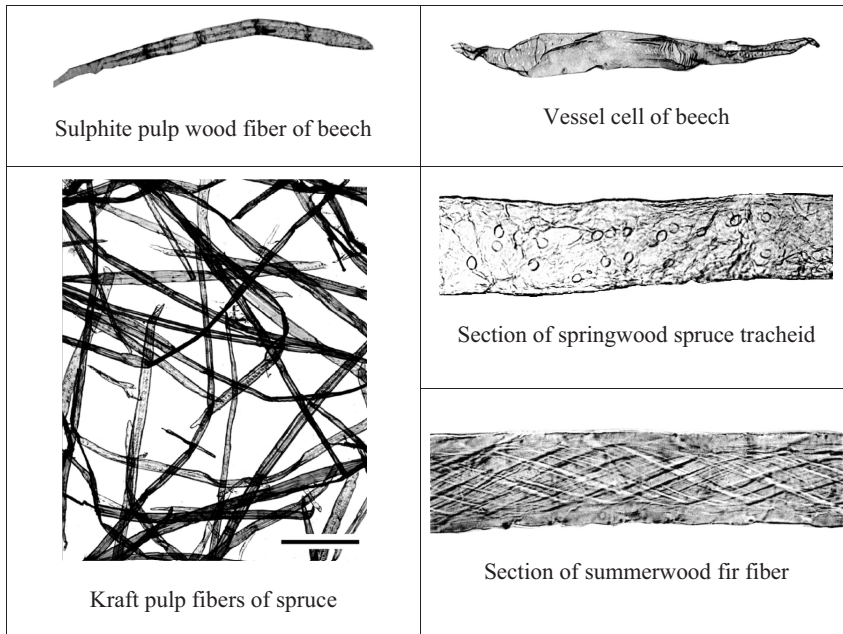 Sulphite pulp wood fiber of beech
Vessel cell of beech
Kraft pulp fibers of spruce
Section of springwood spruce tracheid
Section of summerwood fir fiber